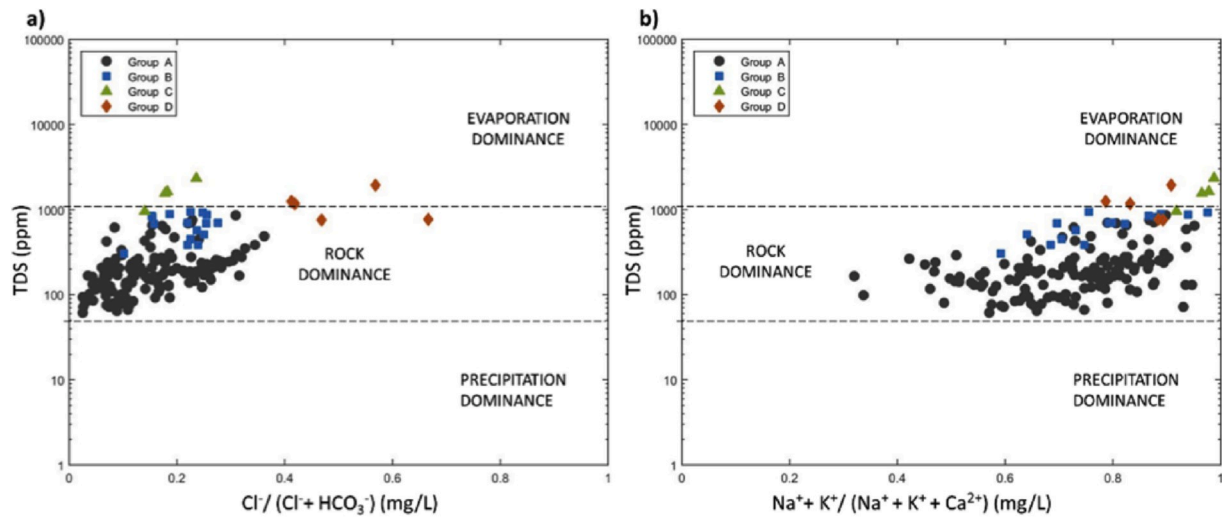 a)
100000
10000
1000
100
10
1
TDS (ppm)
Group A
Group B
Group C
Group D
EVAPORATION
DOMINANCE
ROCK
DOMINANCE
PRECIPITATION
DOMINANCE
0 0.2 0.4 0.6 0.8 1
Cl⁻/ (Cl⁻+ HCO₃⁻) (mg/L)
b)
100000
10000
1000
100
10
1
TDS (ppm)
Group A
Group B
Group C
Group D
EVAPORATION
DOMINANCE
ROCK
DOMINANCE
PRECIPITATION
DOMINANCE
0 0.2 0.4 0.6 0.8 1
Na⁺+ K⁺/ (Na⁺ + K⁺ + Ca²⁺) (mg/L)